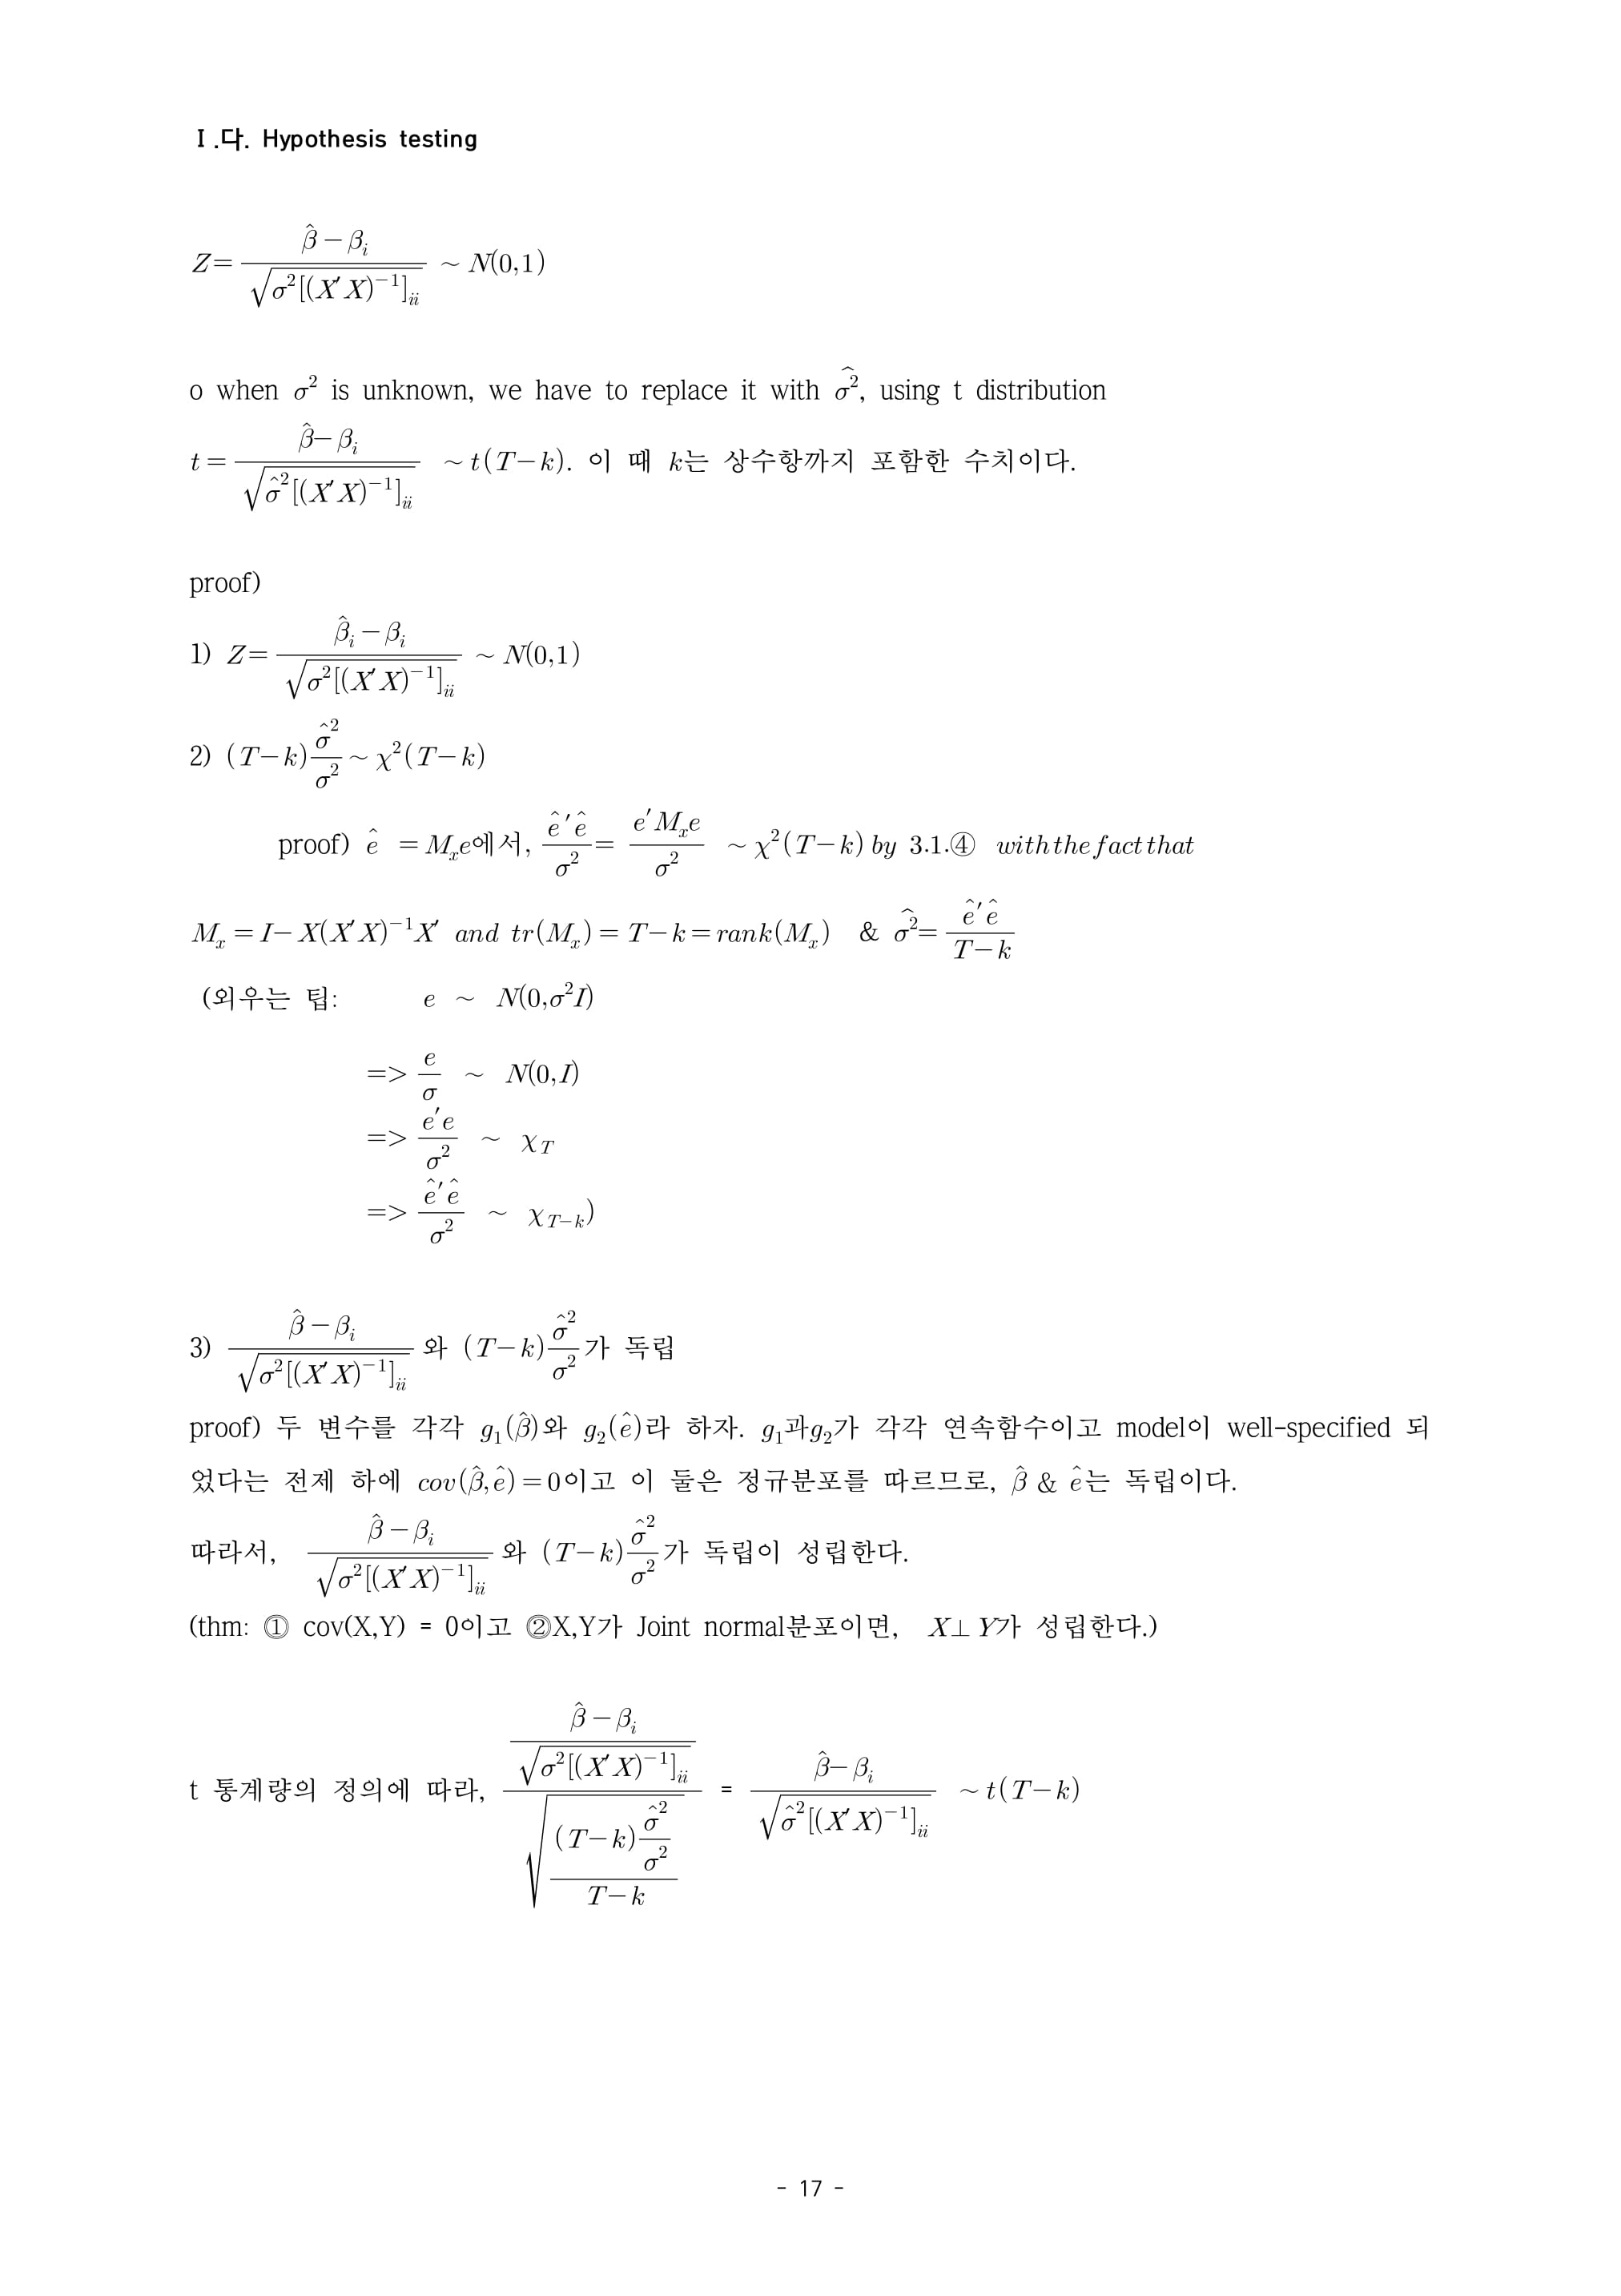 Ⅰ.다. Hypothesis testing
$Z=\frac{\hat{\beta}-\beta_i}{\sqrt{\sigma^2[(X'X)^{-1}]_{ii}}} \sim N(0,1)$
o when $\sigma^2$ is unknown, we have to replace it with $\widehat{\sigma^2}$, using t distribution
$t=\frac{\hat{\beta}-\beta_i}{\sqrt{\hat{\sigma}^2[(X'X)^{-1}]_{ii}}} \sim t(T-k)$. 이 때 $k$는 상수항까지 포함한 수치이다.
proof)
1) $Z=\frac{\hat{\beta}_i-\beta_i}{\sqrt{\sigma^2[(X'X)^{-1}]_{ii}}} \sim N(0,1)$
2) $(T-k)\frac{\hat{\sigma}^2}{\sigma^2} \sim \chi^2(T-k)$
proof) $\hat{e} = M_x e$에서, $\frac{\hat{e}'\hat{e}}{\sigma^2} = \frac{e'M_x e}{\sigma^2} \sim \chi^2(T-k)$ by 3.1.④ withthefactthat
$M_x = I-X(X'X)^{-1}X'$ and $tr(M_x) = T-k = rank(M_x)$ & $\widehat{\sigma^2} = \frac{\hat{e}'\hat{e}}{T-k}$
(외우는 팁: $e \sim N(0,\sigma^2 I)$
=> $\frac{e}{\sigma} \sim N(0,I)$
=> $\frac{e'e}{\sigma^2} \sim \chi_T$
=> $\frac{\hat{e}'\hat{e}}{\sigma^2} \sim \chi_{T-k}$)
3) $\frac{\hat{\beta}-\beta_i}{\sqrt{\sigma^2[(X'X)^{-1}]_{ii}}}$와 $(T-k)\frac{\hat{\sigma}^2}{\sigma^2}$가 독립
proof) 두 변수를 각각 $g_1(\hat{\beta})$와 $g_2(\hat{e})$라 하자. $g_1$과$g_2$가 각각 연속함수이고 model이 well-specified 되
었다는 전제 하에 $cov(\hat{\beta},\hat{e})=0$이고 이 둘은 정규분포를 따르므로, $\hat{\beta}$ & $\hat{e}$는 독립이다.
따라서, $\frac{\hat{\beta}-\beta_i}{\sqrt{\sigma^2[(X'X)^{-1}]_{ii}}}$와 $(T-k)\frac{\hat{\sigma}^2}{\sigma^2}$가 독립이 성립한다.
(thm: ① cov(X,Y) = 0이고 ②X,Y가 Joint normal분포이면, $X \perp Y$가 성립한다.)
t 통계량의 정의에 따라, $\frac{\frac{\hat{\beta}-\beta_i}{\sqrt{\sigma^2[(X'X)^{-1}]_{ii}}}}{\sqrt{\frac{(T-k)\frac{\hat{\sigma}^2}{\sigma^2}}{T-k}}} = \frac{\hat{\beta}-\beta_i}{\sqrt{\hat{\sigma}^2[(X'X)^{-1}]_{ii}}} \sim t(T-k)$
- 17 -